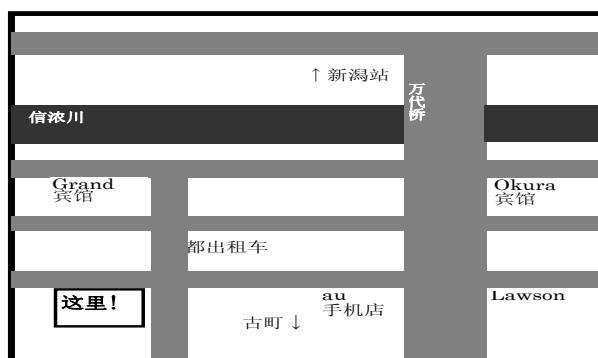 ↑新潟站
万代桥
信浓川
Grand
宾馆
Okura
宾馆
都出租车
这里!
au
手机店
Lawson
古町↓